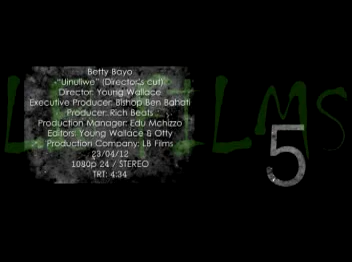 Betty Bayo
"Uinuliwe" (Director's cut)
Director: Young Wallace
Executive Producer: Bishop Ben Bahati
Producer: Rich Beats
Production Manager: Edu Mchizzo
Editors: Young Wallace & Otty
Production Company: LB Films
23/04/12
1080p 24 / STEREO
TRT: 4:34
LB FILMS
5